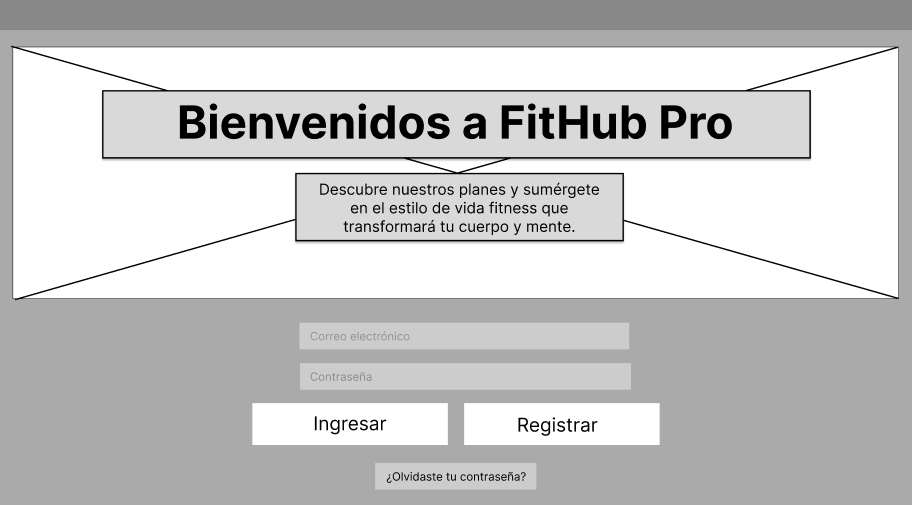 Bienvenidos a FitHub Pro
Descubre nuestros planes y sumérgete
en el estilo de vida fitness que
transformará tu cuerpo y mente.
Correo electrónico
Contraseña
Ingresar
Registrar
¿Olvidaste tu contraseña?